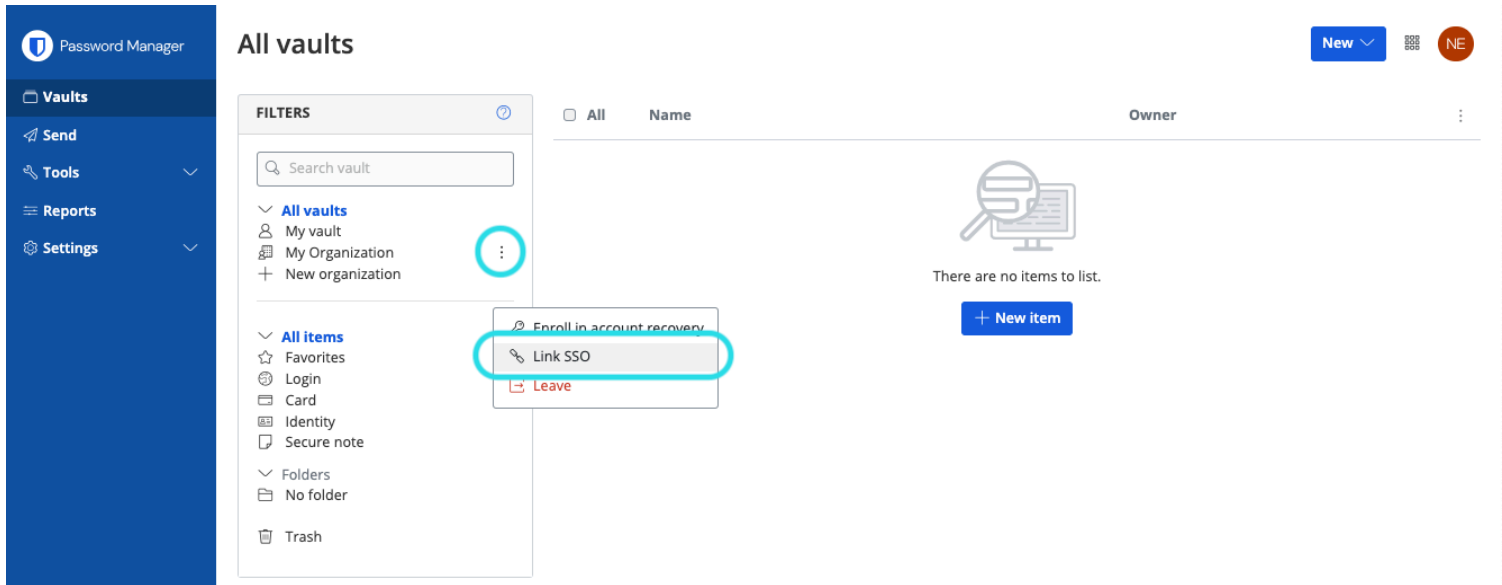 Password Manager
Vaults
Send
Tools
Reports
Settings
All vaults
New
NE
FILTERS
Search vault
All vaults
My vault
My Organization
New organization
All items
Favorites
Login
Card
Identity
Secure note
Folders
No folder
Trash
Enroll in account recovery
Link SSO
Leave
All Name Owner
There are no items to list.
New item